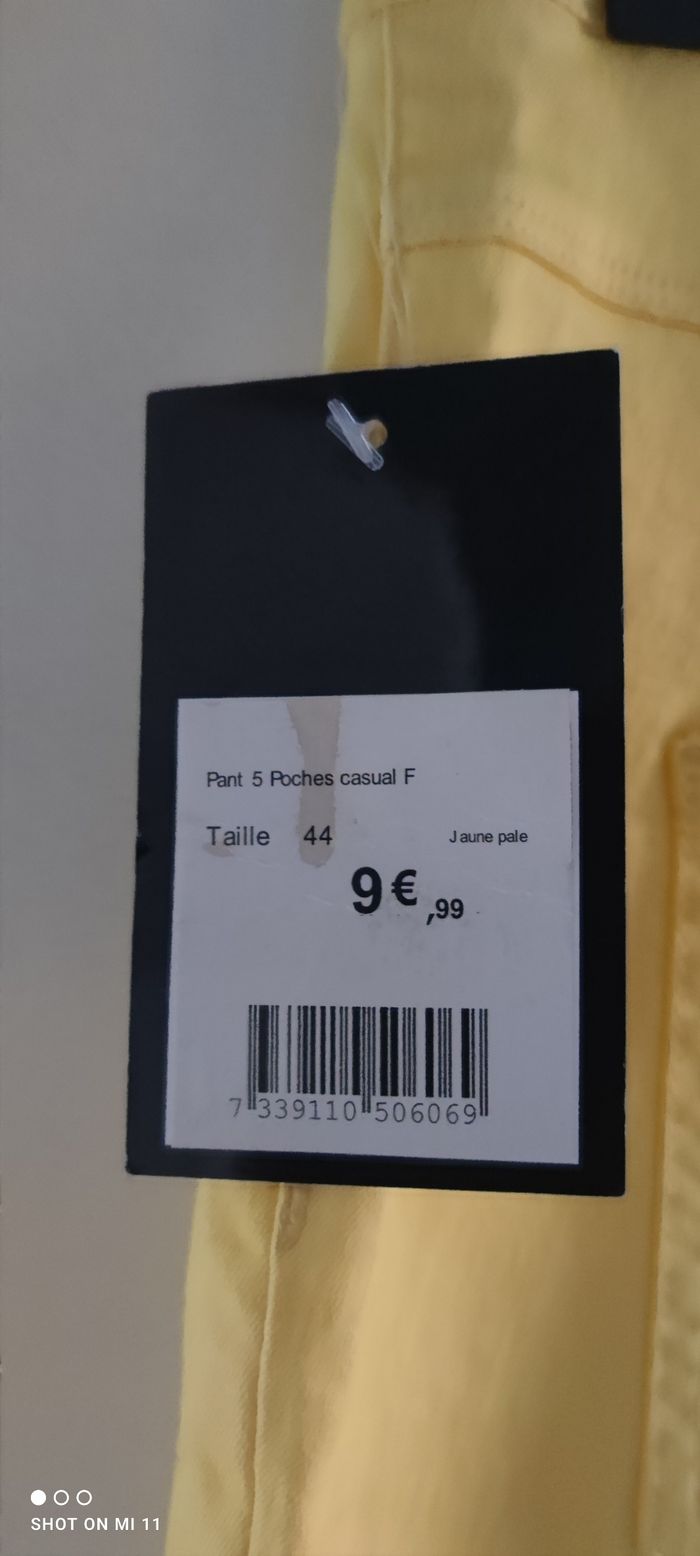 Pant 5 Poches casual F
Taille 44 Jaune pale
9€,99
7 339110 506069
SHOT ON MI 11